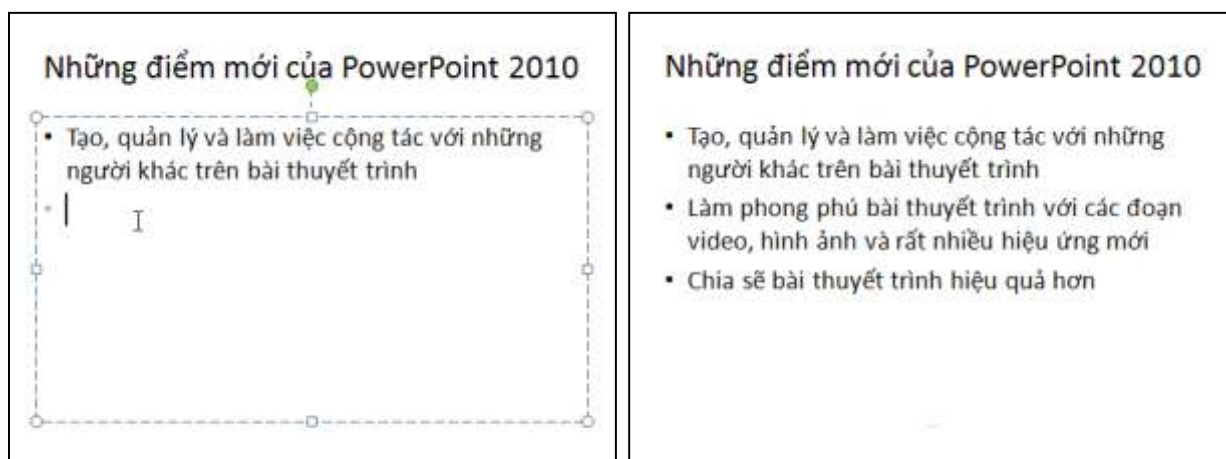 Những điểm mới của PowerPoint 2010
• Tạo, quản lý và làm việc cộng tác với những
người khác trên bài thuyết trình
Những điểm mới của PowerPoint 2010
• Tạo, quản lý và làm việc cộng tác với những
người khác trên bài thuyết trình
• Làm phong phú bài thuyết trình với các đoạn
video, hình ảnh và rất nhiều hiệu ứng mới
• Chia sẽ bài thuyết trình hiệu quả hơn